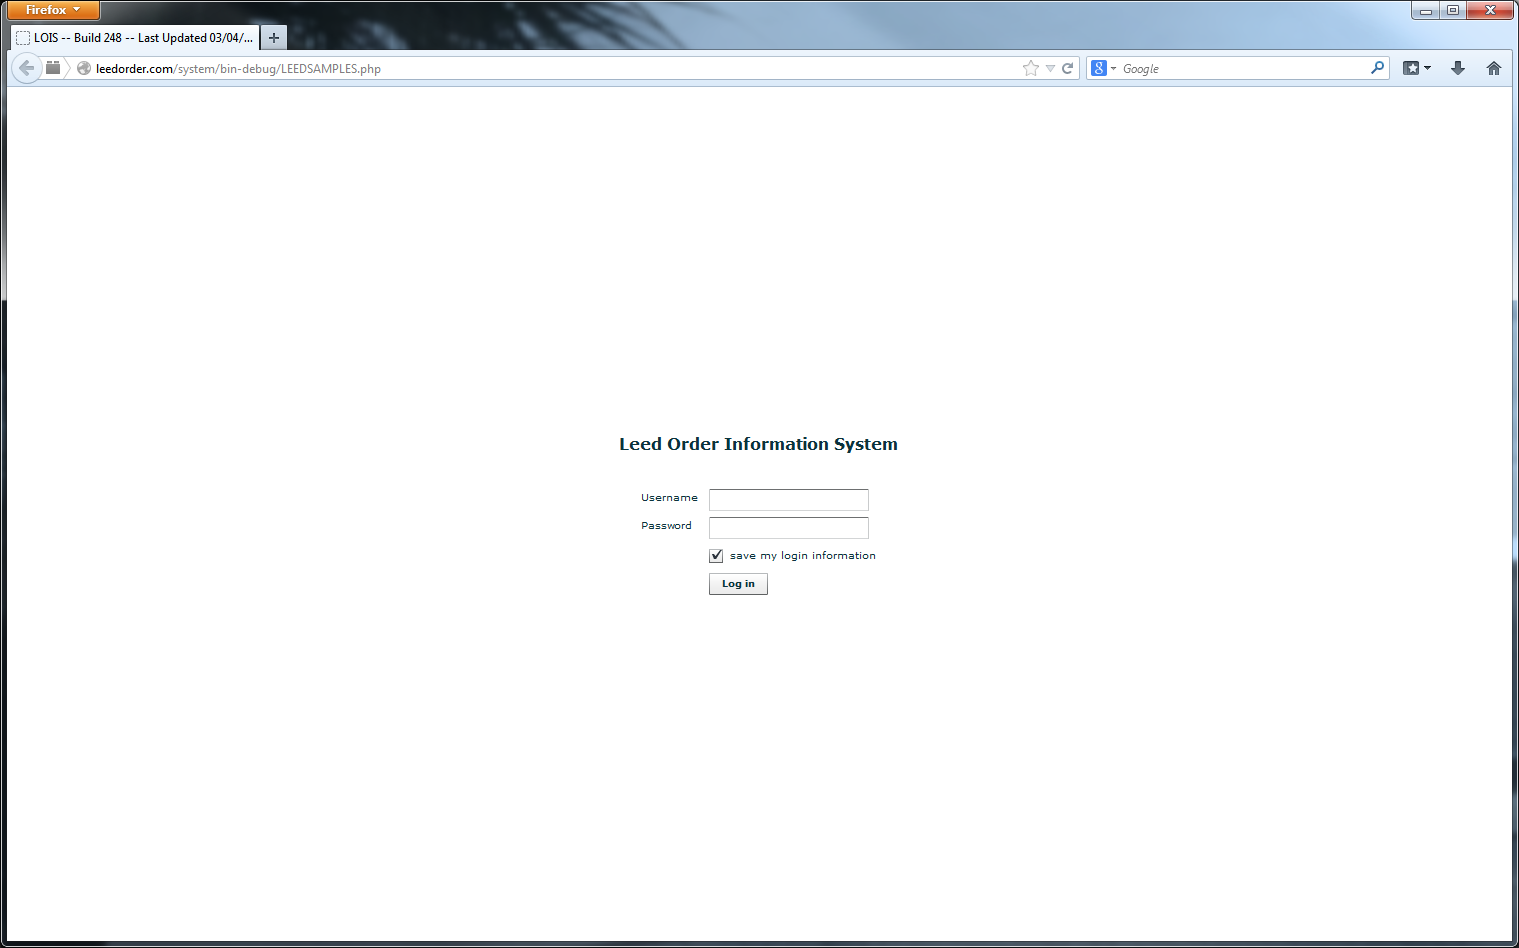 Firefox
LOIS -- Build 248 -- Last Updated 03/04/...
leedorder.com/system/bin-debug/LEEDSAMPLES.php
8 Google
Leed Order Information System
Username
Password
save my login information
Log in